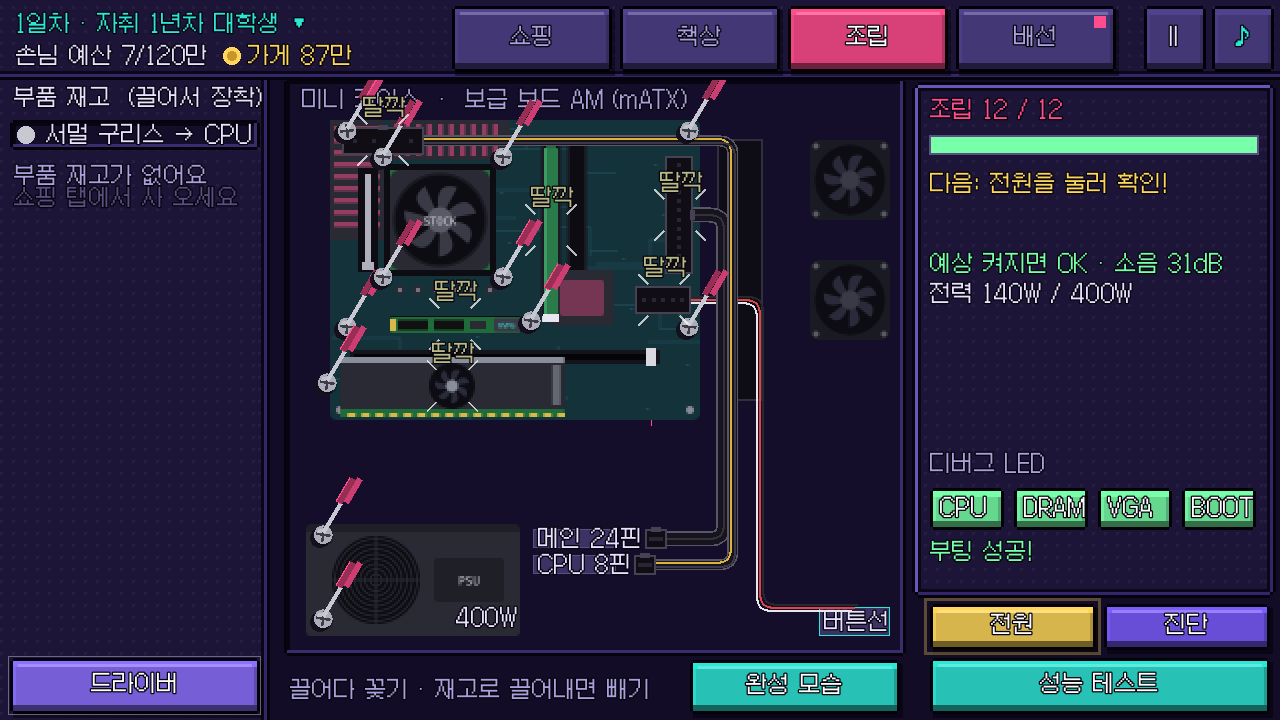 1일차 · 자취 1년차 대학생 ▼
손님 예산 7/120만 가게 87만
쇼핑
책상
조립
배선
부품 재고 (끌어서 장착)
서멀 구리스 → CPU
부품 재고가 없어요
쇼핑 탭에서 사 오세요
드라이버
미니 · 보급 보드 AM (mATX)
딸깍
딸깍
딸깍
딸깍
딸깍
딸깍
STOCK
메인 24핀
CPU 8핀
PSU
400W
버튼선
끌어다 꽂기 · 재고로 끌어내면 빼기
완성 모습
조립 12 / 12
다음: 전원을 눌러 확인!
예상 켜지면 OK · 소음 31dB
전력 140W / 400W
디버그 LED
CPU
DRAM
VGA
BOOT
부팅 성공!
전원
진단
성능 테스트